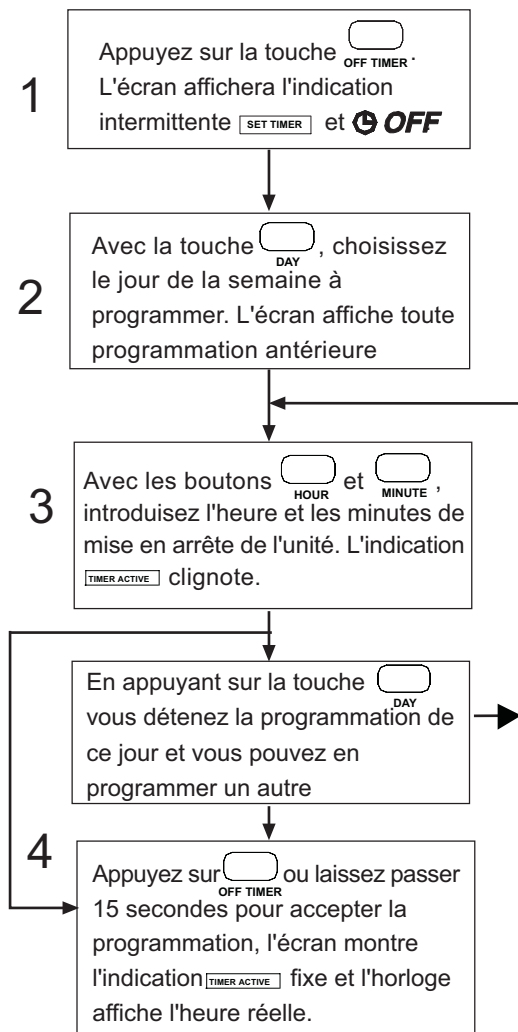 1
Appuyez sur la touche OFF TIMER.
L'écran affichera l'indication
intermittente SET TIMER et OFF
2
Avec la touche DAY, choisissez
le jour de la semaine à
programmer. L'écran affiche toute
programmation antérieure
3
Avec les boutons HOUR et MINUTE,
introduisez l'heure et les minutes de
mise en arrête de l'unité. L'indication
TIMER ACTIVE clignote.
En appuyant sur la touche DAY
vous détenez la programmation de
ce jour et vous pouvez en
programmer un autre
4
Appuyez sur OFF TIMER ou laissez passer
15 secondes pour accepter la
programmation, l'écran montre
l'indication TIMER ACTIVE fixe et l'horloge
affiche l'heure réelle.